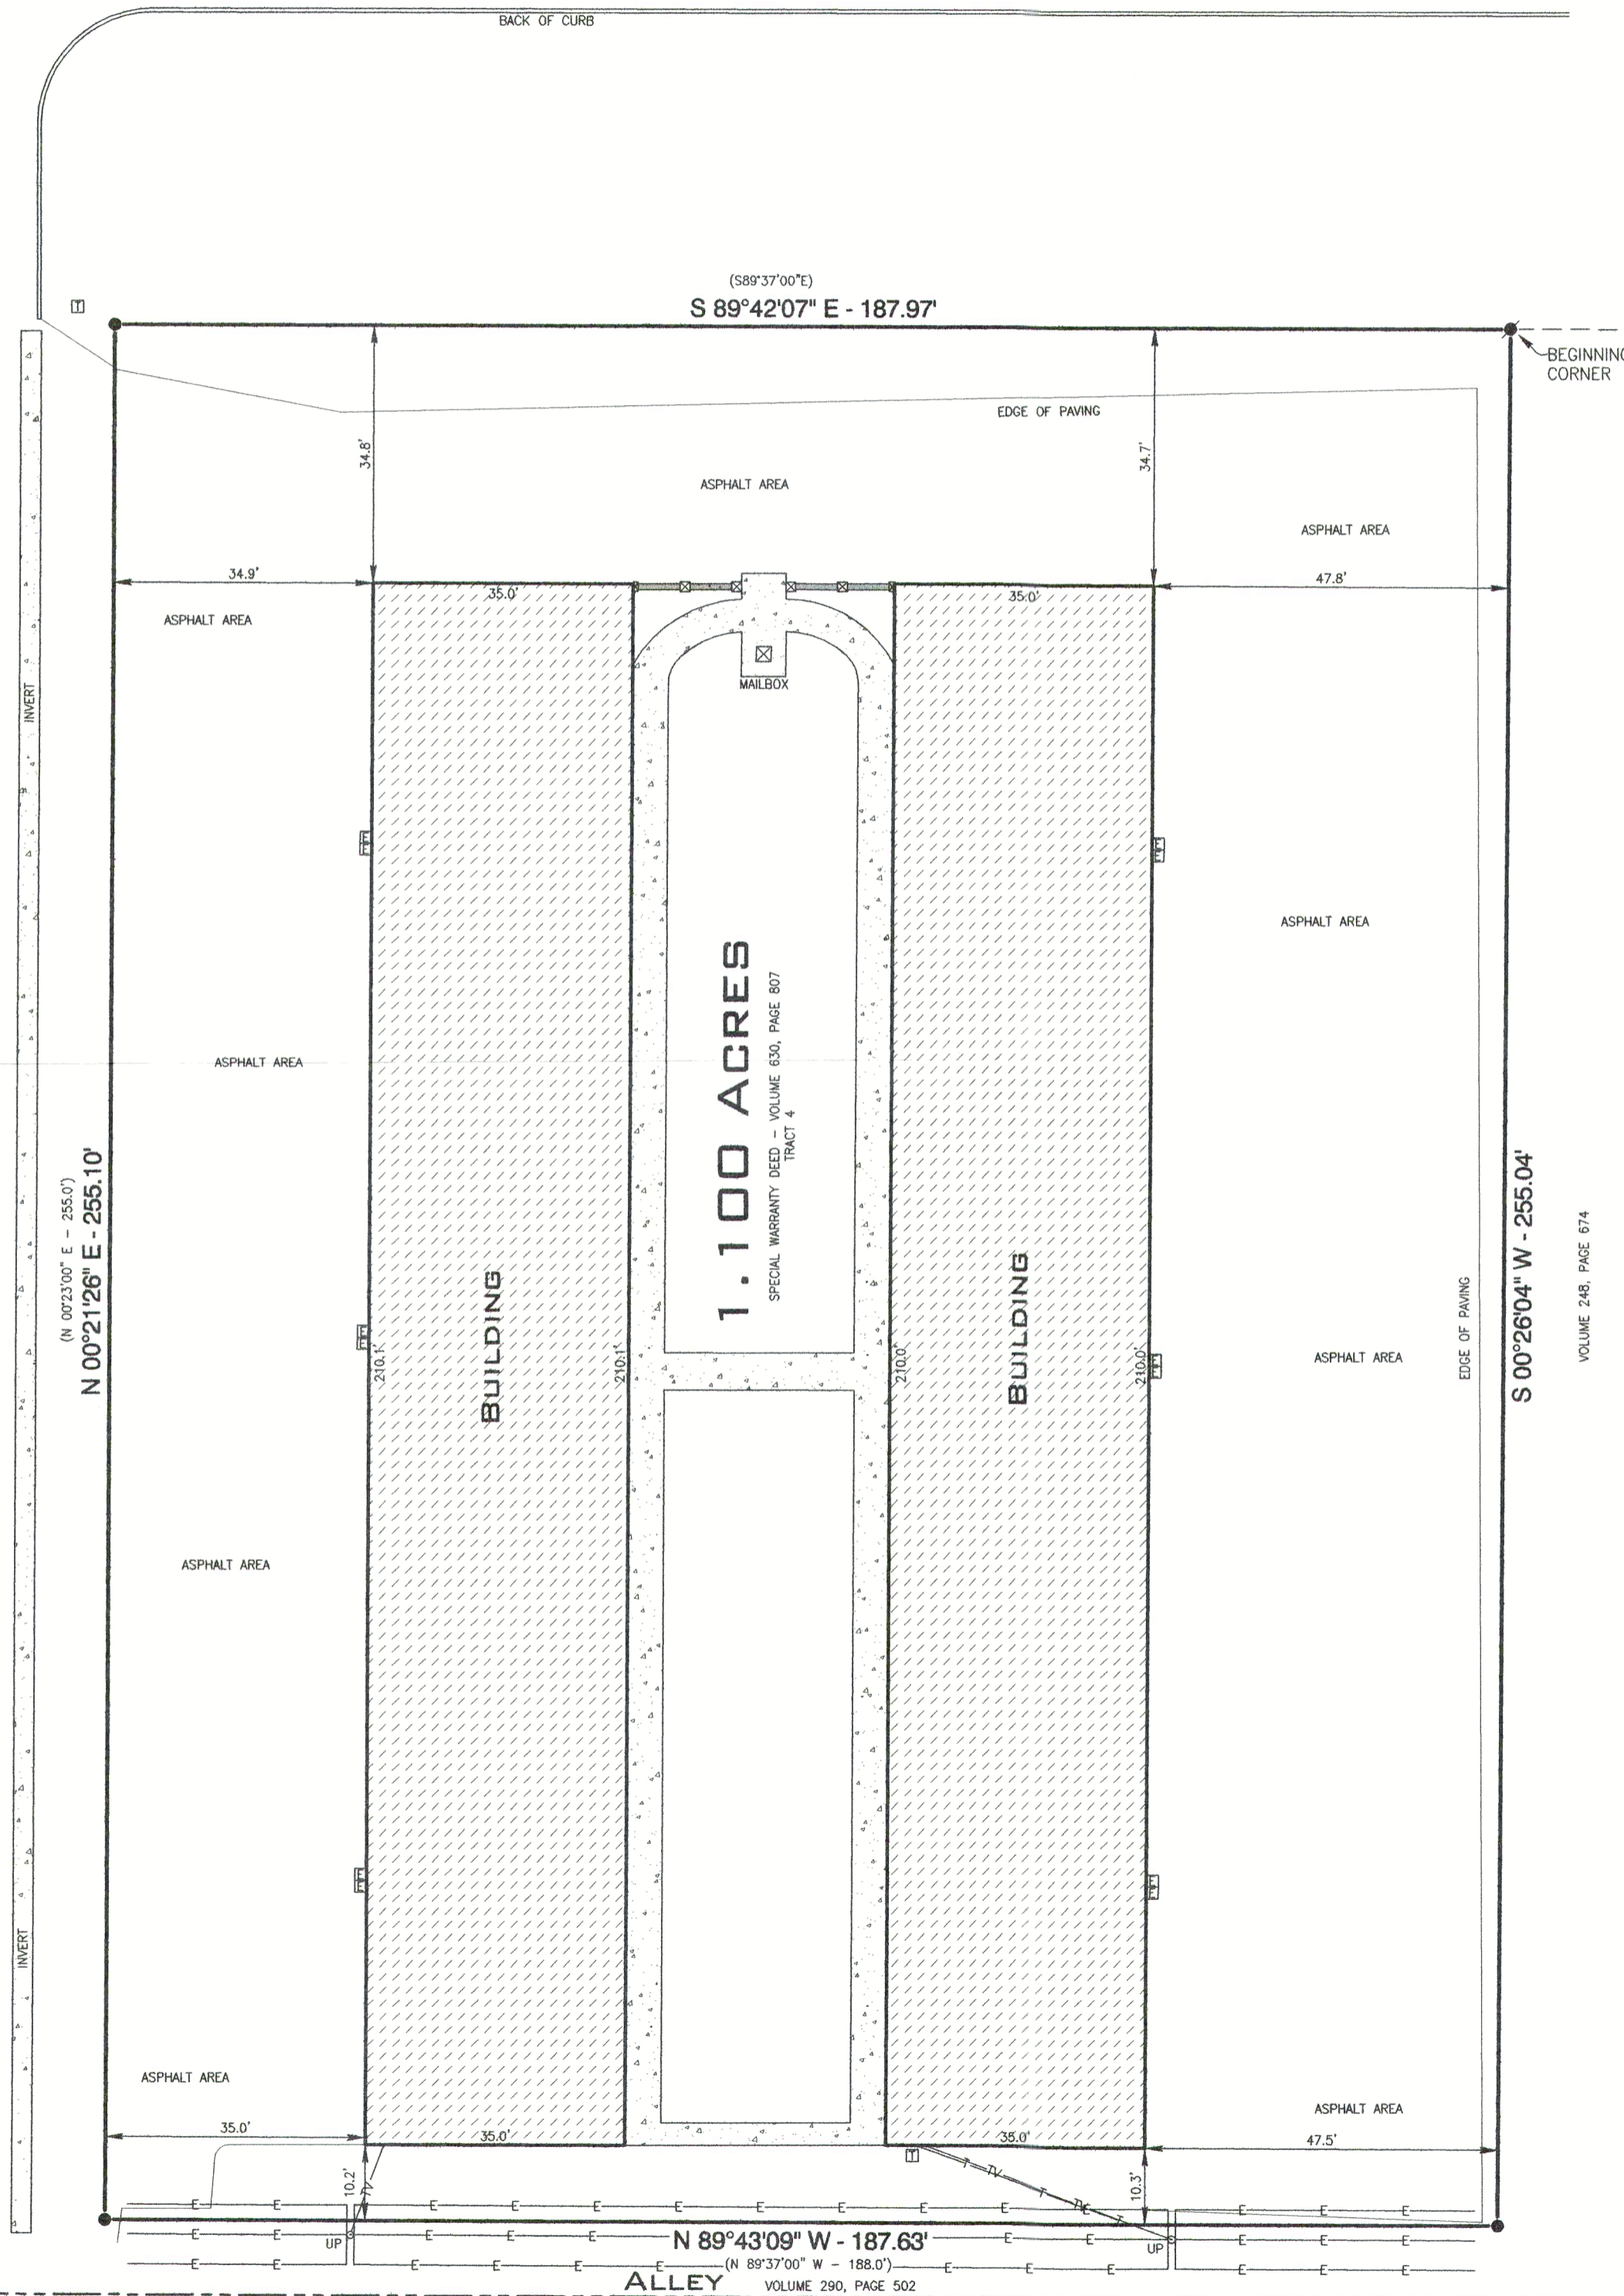 BACK OF CURB
(S89°37'00"E)
S 89°42'07" E - 187.97'
T
BEGINNING
CORNER
EDGE OF PAVING
34.8'
34.7'
ASPHALT AREA
ASPHALT AREA
34.9'
35.0'
35.0'
47.8'
ASPHALT AREA
MAILBOX
INVERT
ASPHALT AREA
1.100 ACRES
SPECIAL WARRANTY DEED - VOLUME 630, PAGE 807
TRACT 4
ASPHALT AREA
(N 00°23'00" E - 255.0')
N 00°21'26" E - 255.10'
210.1'
BUILDING
210.1'
210.0'
BUILDING
210.0'
ASPHALT AREA
EDGE OF PAVING
S 00°26'04" W - 255.04'
VOLUME 248, PAGE 674
ASPHALT AREA
INVERT
ASPHALT AREA
ASPHALT AREA
35.0'
35.0'
35.0'
47.5'
T
10.2'
TV
T TV
T TV
T
10.3'
E E E E E E E E E E E E E E
E E E E E N 89°43'09" W - 187.63' E E E E E
UP
UP
E E E E E E (N 89°37'00" W - 188.0') E E E E E E
ALLEY VOLUME 290, PAGE 502